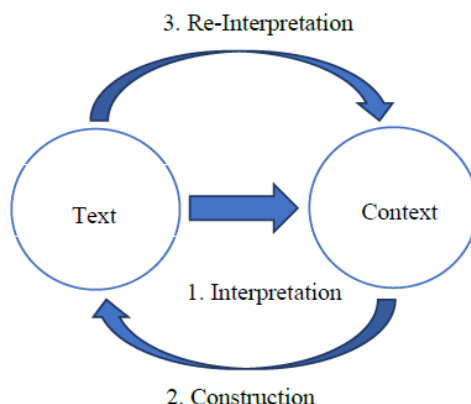 3. Re-Interpretation
Text
Context
1. Interpretation
2. Construction